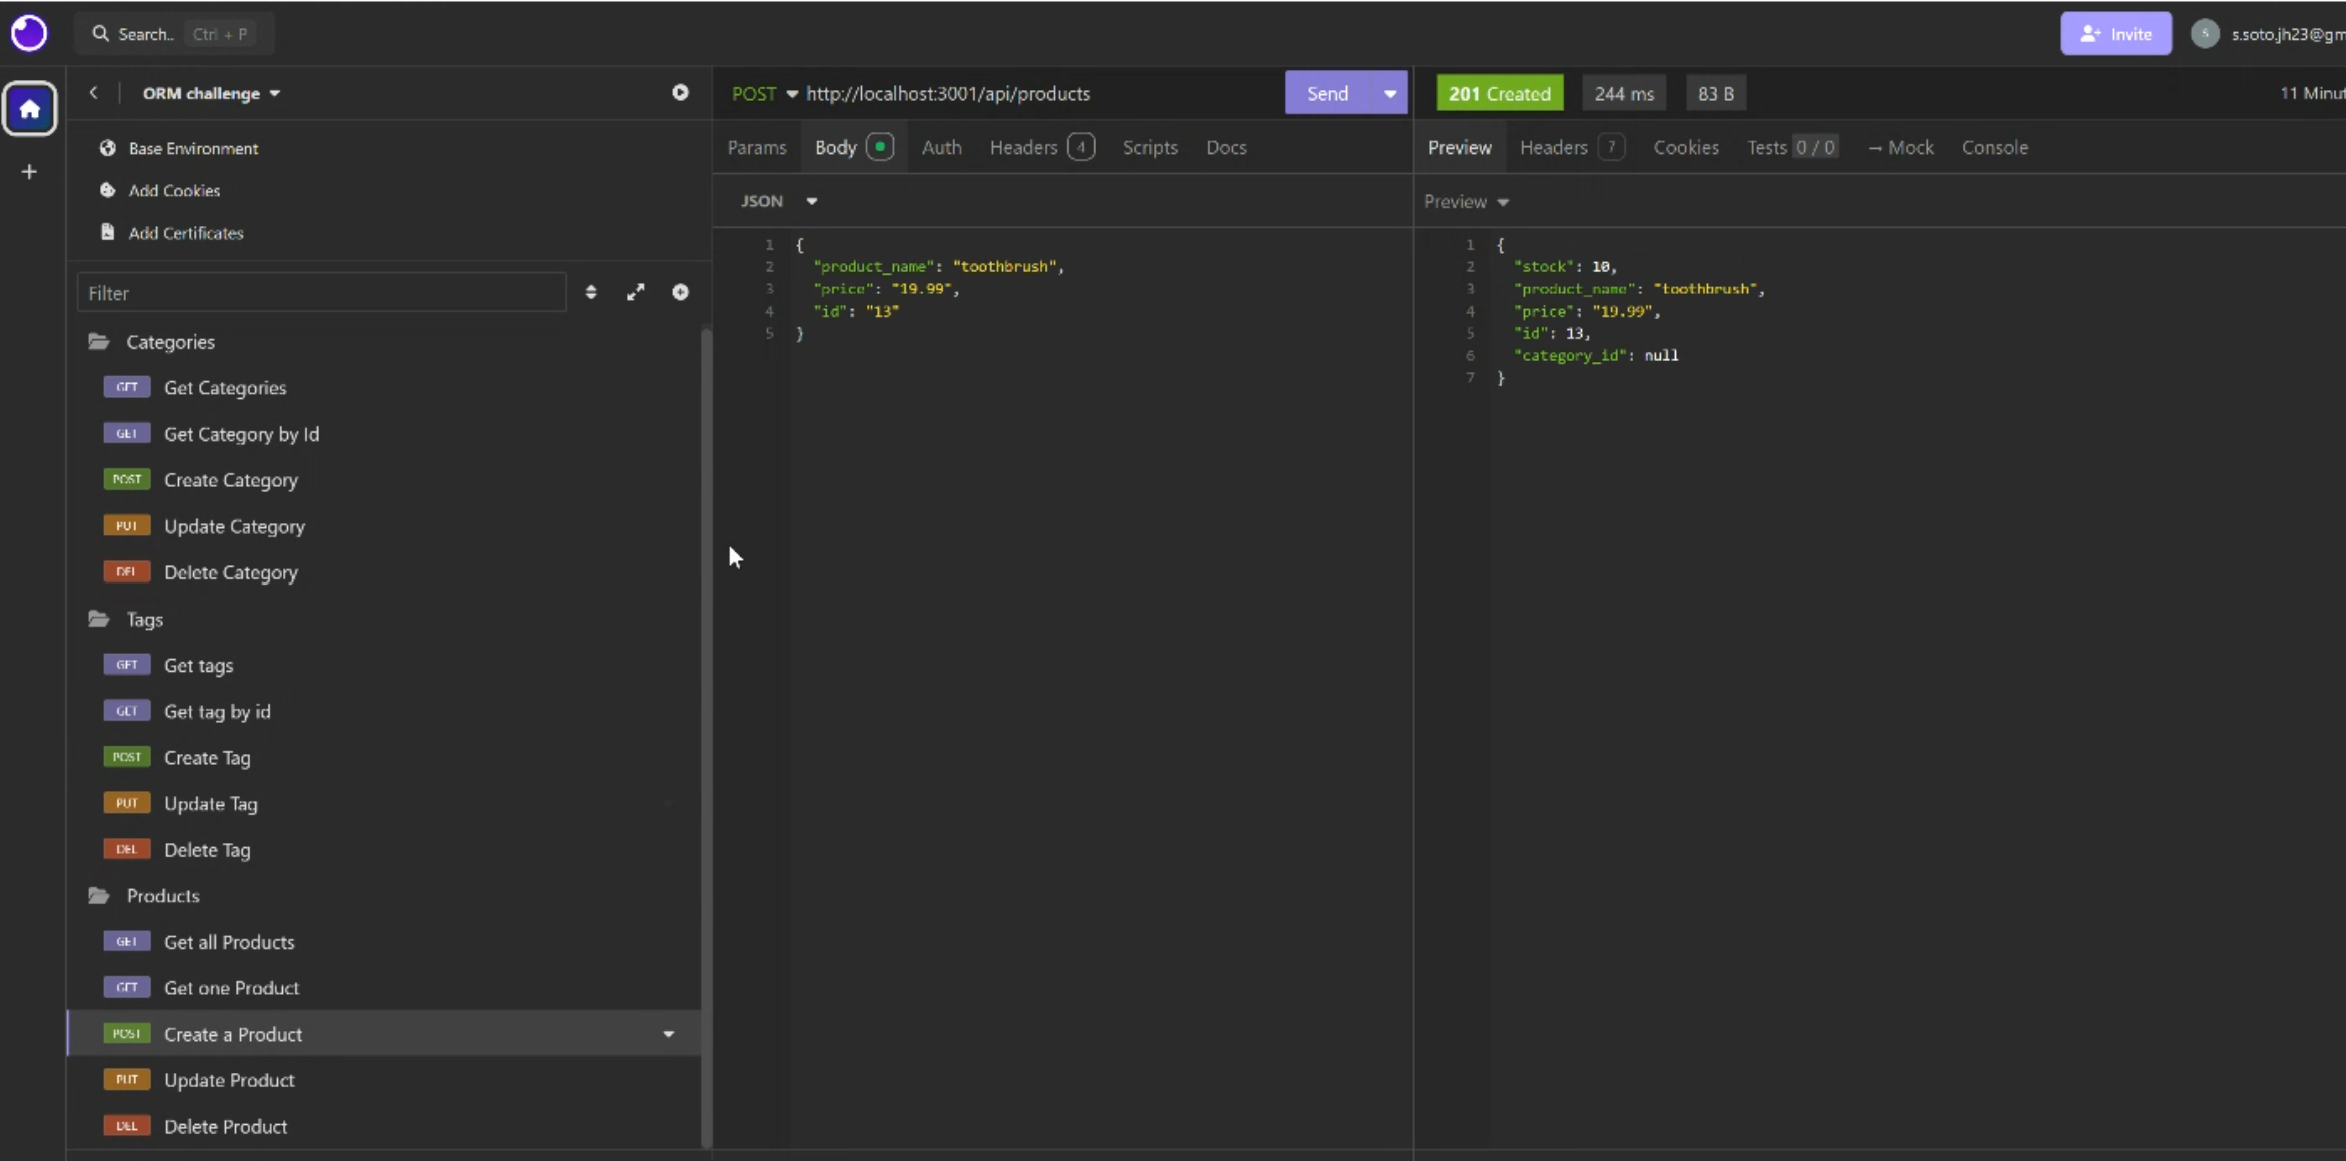 Search.. Ctrl + P
Invite
S
s.soto.jh23@gm
ORM challenge
POST http://localhost:3001/api/products
Send
201 Created 244 ms 83 B
11 Minut
Base Environment
Add Cookies
Add Certificates
Params Body Auth Headers 4 Scripts Docs
Preview Headers 7 Cookies Tests 0 / 0 → Mock Console
JSON
Preview
Filter
1 {
2 "product_name": "toothbrush",
3 "price": "19.99",
4 "id": "13"
5 }
1 {
2 "stock": 10,
3 "product_name": "toothbrush",
4 "price": "19.99",
5 "id": 13,
6 "category_id": null
7 }
Categories
GET Get Categories
GET Get Category by Id
POST Create Category
PUT Update Category
DEL Delete Category
Tags
GET Get tags
GET Get tag by id
POST Create Tag
PUT Update Tag
DEL Delete Tag
Products
GET Get all Products
GET Get one Product
POST Create a Product
PUT Update Product
DEL Delete Product